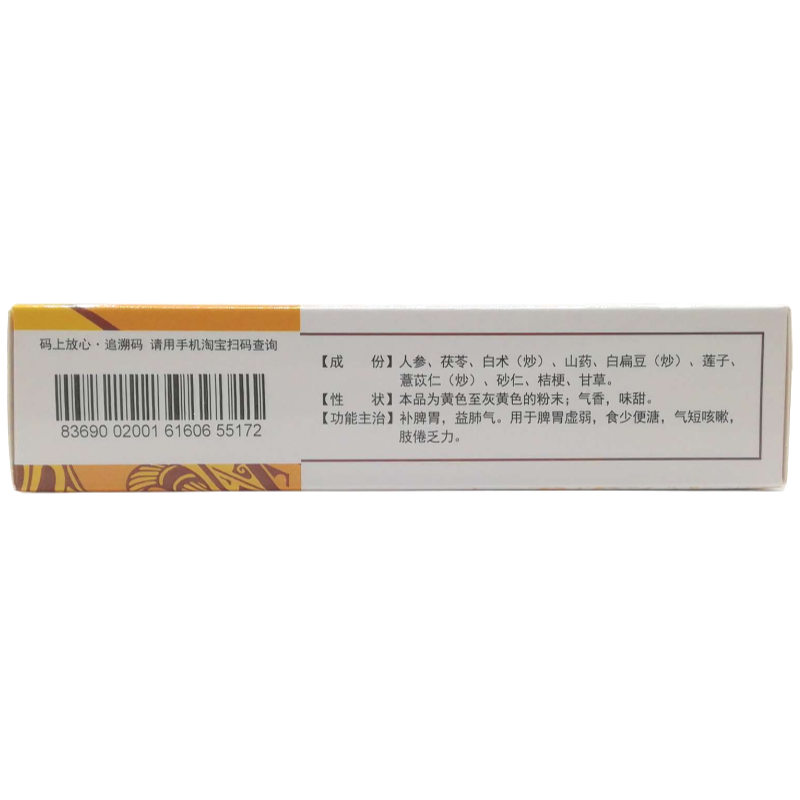 码上放心·追溯码 请用手机淘宝扫码查询
83690 02001 61606 55172
【成 份】人参、茯苓、白术（炒）、山药、白扁豆（炒）、莲子、
薏苡仁（炒）、砂仁、桔梗、甘草。
【性 状】本品为黄色至灰黄色的粉末；气香，味甜。
【功能主治】补脾胃，益肺气。用于脾胃虚弱，食少便溏，气短咳嗽，
肢倦乏力。